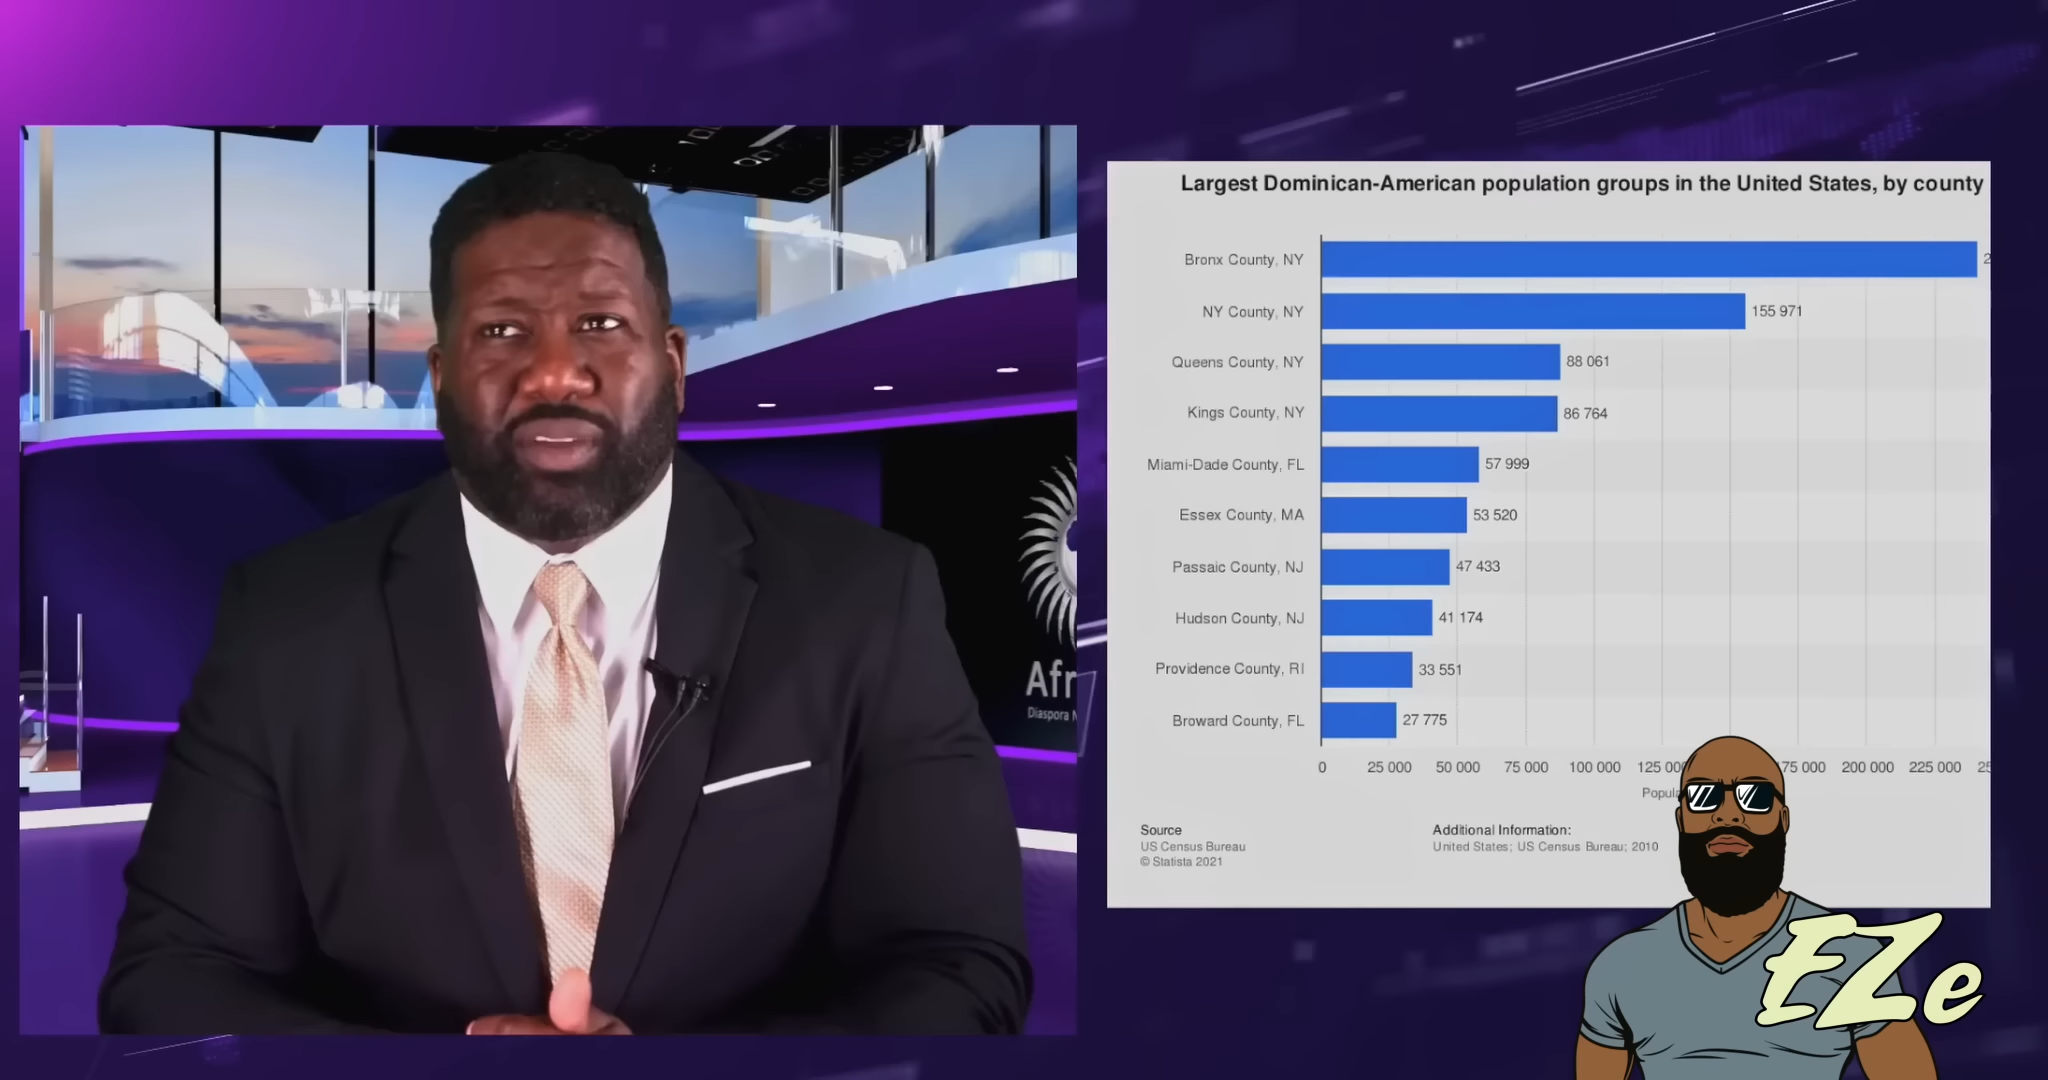 Largest Dominican-American population groups in the United States, by county
Bronx County, NY
NY County, NY 155 971
Queens County, NY 88 061
Kings County, NY 86 764
Miami-Dade County, FL 57 999
Essex County, MA 53 520
Passaic County, NJ 47 433
Hudson County, NJ 41 174
Providence County, RI 33 551
Broward County, FL 27 775
0 25 000 50 000 75 000 100 000 200 000 225 000
Source
US Census Bureau
© Statista 2021
Additional Information:
United States; US Census Bureau; 2010
Afr
Diaspora
EZe